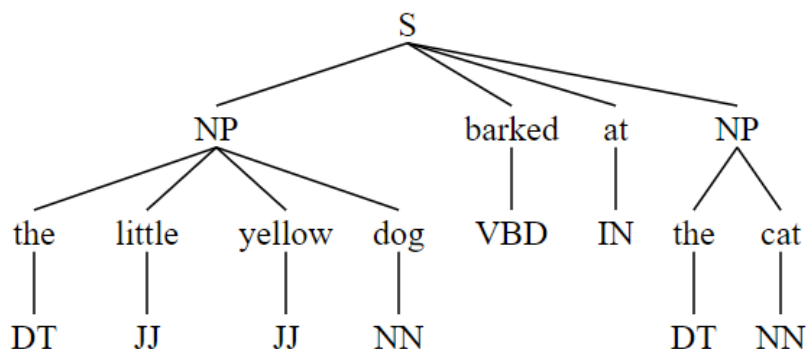 S
NP barked at NP
the little yellow dog VBD IN the cat
DT JJ JJ NN DT NN